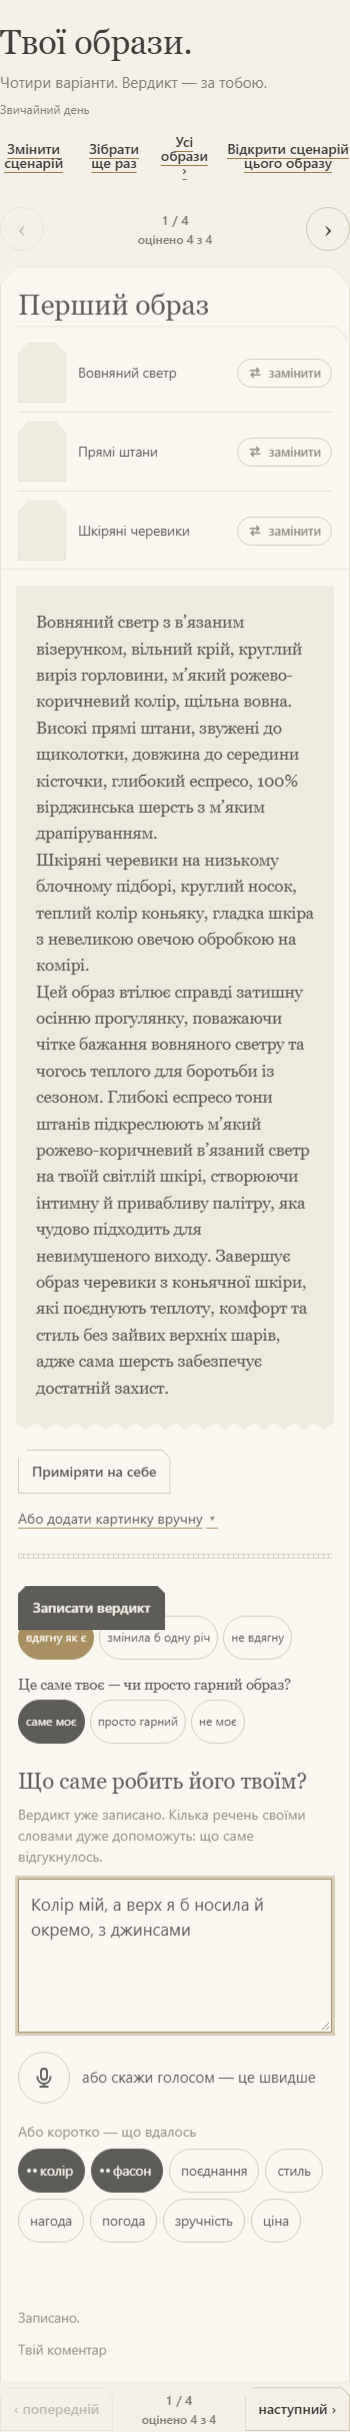 Твої образи.
Чотири варіанти. Вердикт — за тобою.
Звичайний день
Змінити
сценарій
Зібрати
ще раз
Усі
образи
›
Відкрити сценарій
цього образу
‹
1 / 4
оцінено 4 з 4
›
Перший образ
Вовняний светр
⇄ замінити
Прямі штани
⇄ замінити
Шкіряні черевики
⇄ замінити
Вовняний светр з в’язаним
візерунком, вільний крій, круглий
виріз горловини, м’який рожево-
коричневий колір, щільна вовна.
Високі прямі штани, звужені до
щиколотки, довжина до середини
кісточки, глибокий еспресо, 100%
вірджинська шерсть з м’яким
драпіруванням.
Шкіряні черевики на низькому
блочному підборі, круглий носок,
теплий колір коньяку, гладка шкіра
з невеликою овечою обробкою на
комірі.
Цей образ втілює справді затишну
осінню прогулянку, поважаючи
чітке бажання вовняного светру та
чогось теплого для боротьби із
сезоном. Глибокі еспресо тони
штанів підкреслюють м’який
рожево-коричневий в’язаний светр
на твоїй світлій шкірі, створюючи
інтимну й привабливу палітру, яка
чудово підходить для
невимушеного виходу. Завершує
образ черевики з коньячної шкіри,
які поєднують теплоту, комфорт та
стиль без зайвих верхніх шарів,
адже сама шерсть забезпечує
достатній захист.
Приміряти на себе
Або додати картинку вручну ▾
Записати вердикт
вдягну як є
змінила б одну річ
не вдягну
Це саме твоє — чи просто гарний образ?
саме моє
просто гарний
не моє
Що саме робить його твоїм?
Вердикт уже записано. Кілька речень своїми
словами дуже допоможуть: що саме
відгукнулось.
Колір мій, а верх я б носила й
окремо, з джинсами
або скажи голосом — це швидше
Або коротко — що вдалось
•• колір
•• фасон
поєднання
стиль
нагода
погода
зручність
ціна
Записано.
Твій коментар
‹ попередній
1 / 4
оцінено 4 з 4
наступний ›